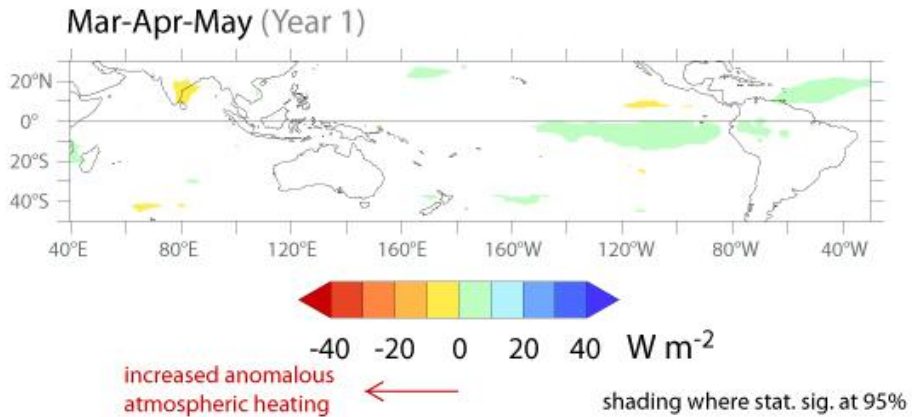 Mar-Apr-May (Year 1)
20°N
0°
20°S
40°S
40°E 80°E 120°E 160°E 160°W 120°W 80°W 40°W
-40 -20 0 20 40 W m-2
increased anomalous
atmospheric heating
shading where stat. sig. at 95%